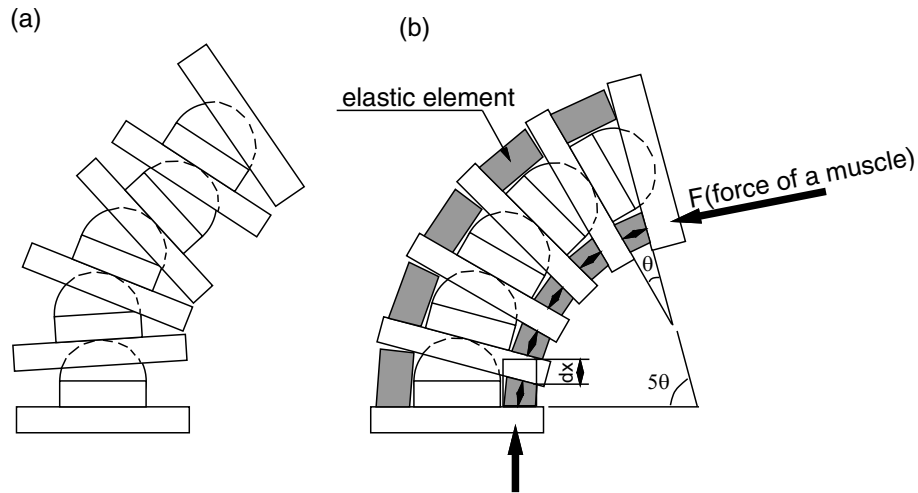 (a)
(b)
elastic element
F(force of a muscle)
θ
dx
5θ